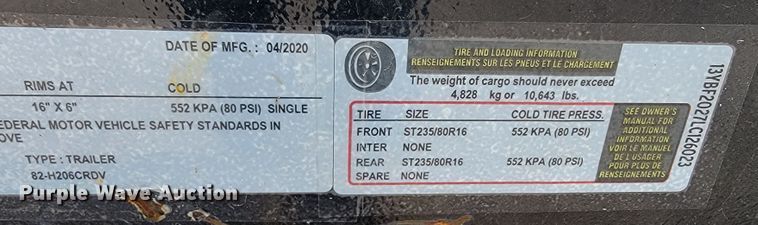 DATE OF MFG: 04/2020
RIMS AT COLD
16" X 6" 552 KPA (80 PSI) SINGLE
FEDERAL MOTOR VEHICLE SAFETY STANDARDS IN
OVE
TYPE: TRAILER
82-H206CRDV
TIRE AND LOADING INFORMATION
RENSEIGNEMENTS SUR LES PNEUS ET LE CHARGEMENT
The weight of cargo should never exceed
4,828 kg or 10,643 lbs.
TIRE SIZE COLD TIRE PRESS.
FRONT ST235/80R16 552 KPA (80 PSI)
INTER NONE
REAR ST235/80R16 552 KPA (80 PSI)
SPARE NONE
SEE OWNER'S
MANUAL FOR
ADDITIONAL
INFORMATION
VOIR LE MANUEL
DE L'USAGER
POUR PLUS DE
RENSEIGNEMENTS
Purple Wave Auction